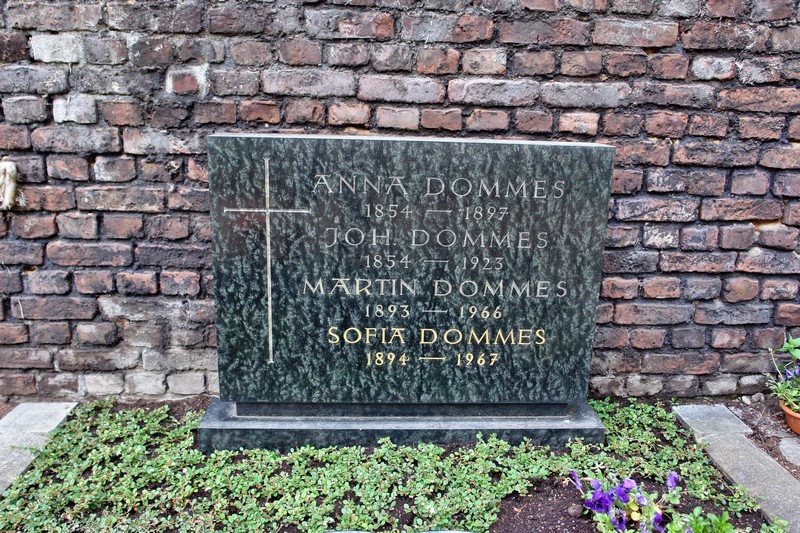 ANNA DOMMES
1854 — 1897
JOH. DOMMES
1854 — 1923
MARTIN DOMMES
1893 — 1966
SOFIA DOMMES
1894 — 1967